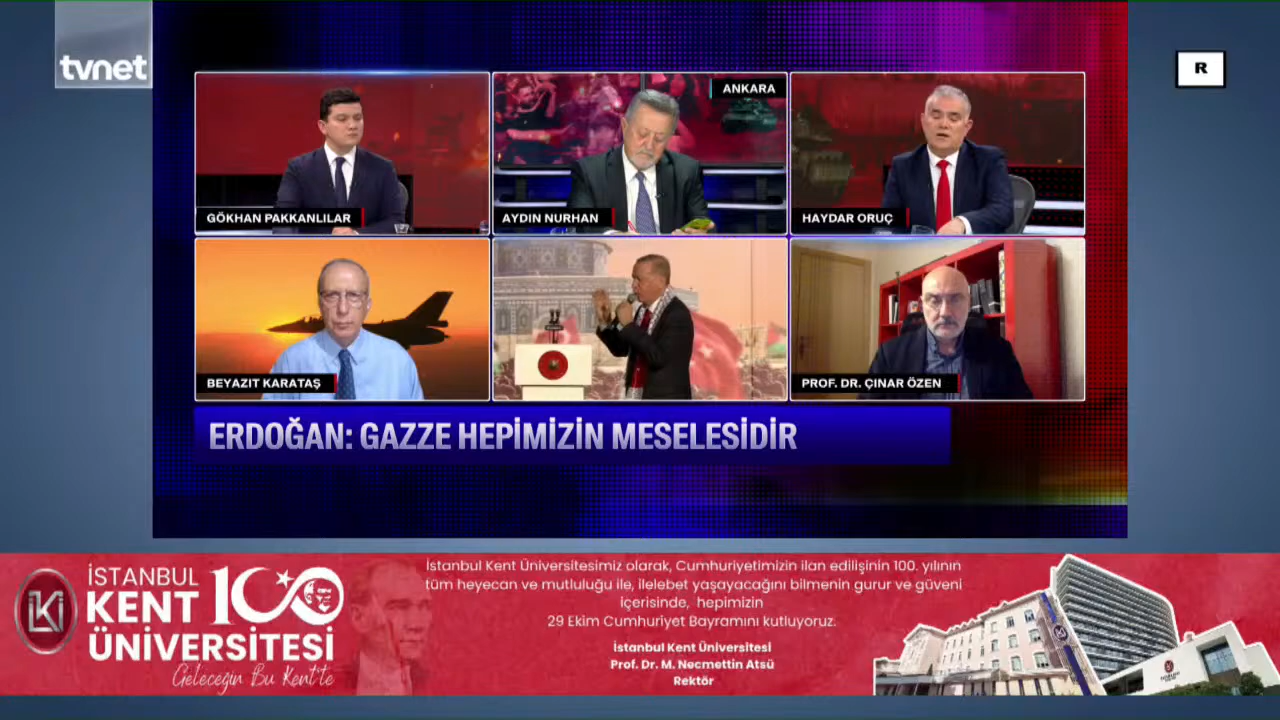 tvnet
R
ANKARA
GÖKHAN PAKKANLILAR
AYDIN NURHAN
HAYDAR ORUÇ
BEYAZIT KARATAŞ
PROF. DR. ÇINAR ÖZEN
ERDOĞAN: GAZZE HEPİMİZİN MESELESİDİR
İSTANBUL
KENT
ÜNİVERSİTESİ
100
Geleceğin Bu Kent'te
İstanbul Kent Üniversitesimiz olarak, Cumhuriyetimizin ilan edilişinin 100. yılının
tüm heyecan ve mutluluğu ile, ilelebet yaşayacağını bilmenin gurur ve güveni
içerisinde, hepimizin
29 Ekim Cumhuriyet Bayramını kutluyoruz.
İstanbul Kent Üniversitesi
Prof. Dr. M. Necmettin Atsü
Rektör